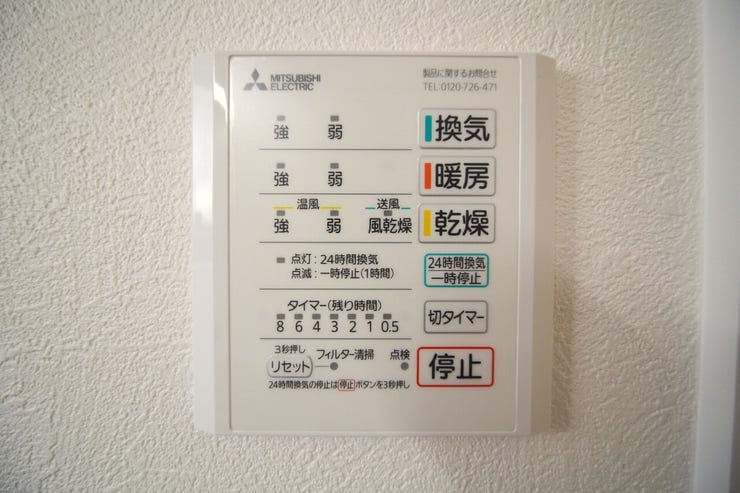 MITSUBISHI
ELECTRIC
製品に関するお問合せ
TEL:0120-726-471
強 弱 換気
強 弱 暖房
温風 送風
強 弱 風乾燥 乾燥
点灯:24時間換気
点滅:一時停止(1時間)
24時間換気
一時停止
タイマー(残り時間)
8 6 4 3 2 1 0.5
切タイマー
3秒押し
リセット フィルター清掃 点検
停止
24時間換気の停止は停止ボタンを3秒押し